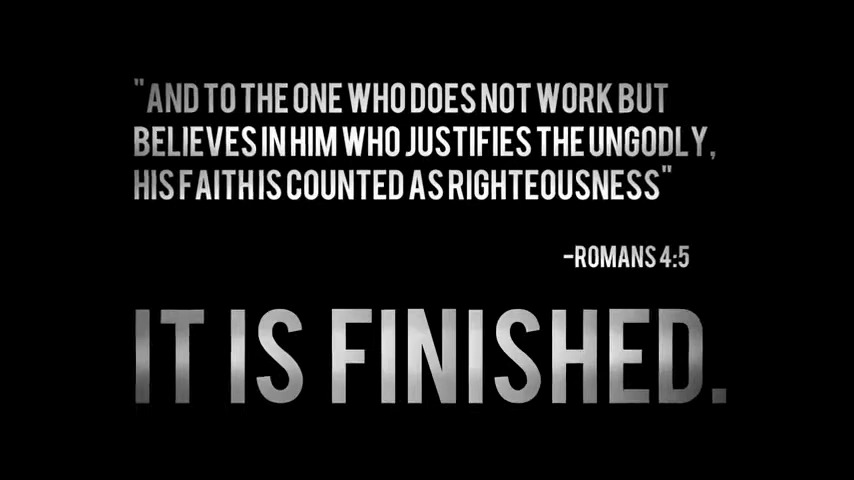 "AND TO THE ONE WHO DOES NOT WORK BUT
BELIEVES IN HIM WHO JUSTIFIES THE UNGODLY,
HIS FAITH IS COUNTED AS RIGHTEOUSNESS"
-ROMANS 4:5
IT IS FINISHED.